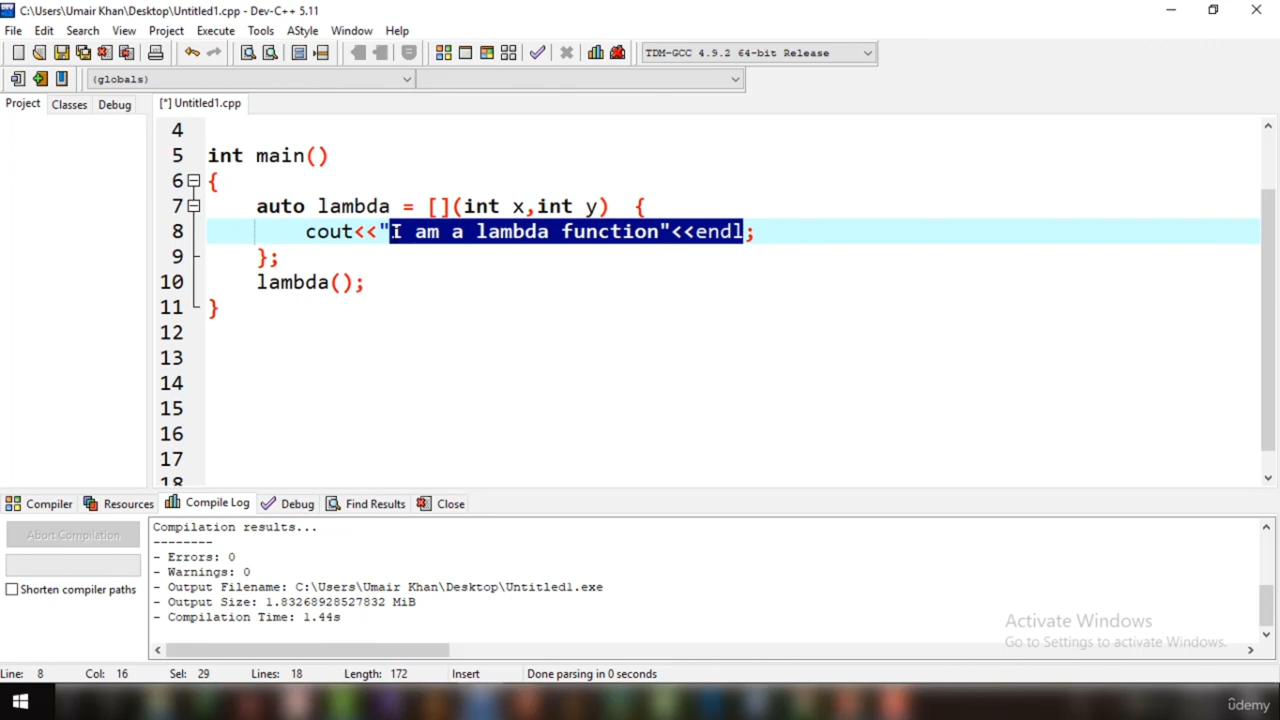 C:\Users\Umair Khan\Desktop\Untitled1.cpp - Dev-C++ 5.11
File Edit Search View Project Execute Tools AStyle Window Help
TDM-GCC 4.9.2 64-bit Release
(globals)
Project Classes Debug [*] Untitled1.cpp
4
5 int main()
6 {
7 auto lambda = [](int x,int y) {
8 cout<<"I am a lambda function"<<endl;
9 };
10 lambda();
11 }
12
13
14
15
16
17
18
Compiler Resources Compile Log Debug Find Results Close
Abort Compilation
Shorten compiler paths
Compilation results...
--------
- Errors: 0
- Warnings: 0
- Output Filename: C:\Users\Umair Khan\Desktop\Untitled1.exe
- Output Size: 1.83268928527832 MiB
- Compilation Time: 1.44s
Activate Windows
Go to Settings to activate Windows.
Line: 8 Col: 16 Sel: 29 Lines: 18 Length: 172 Insert Done parsing in 0 seconds
ûdemy